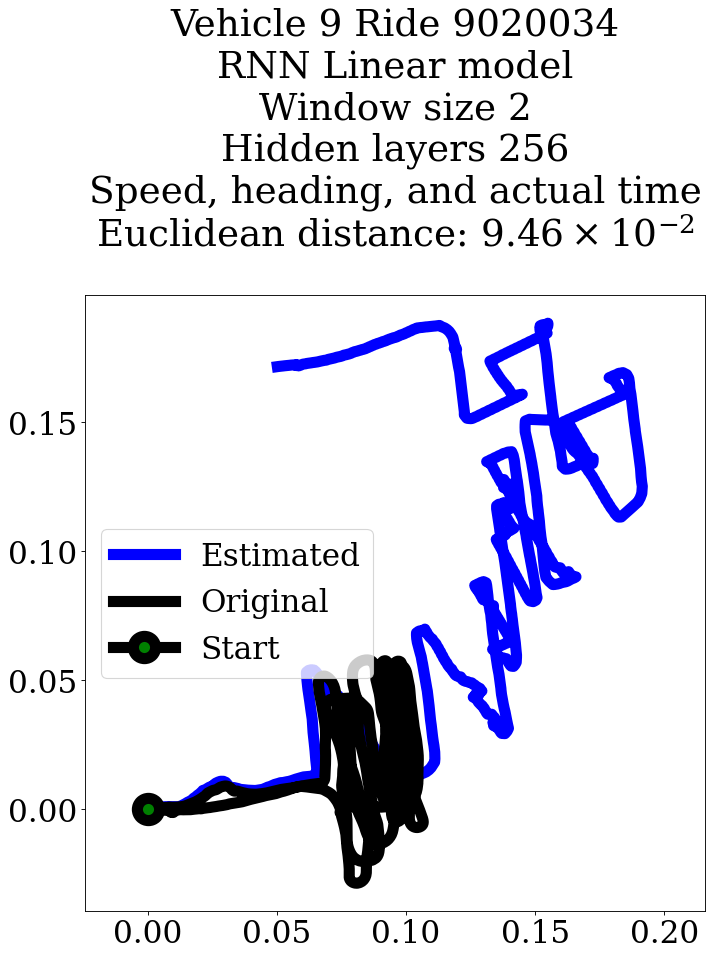 Vehicle 9 Ride 9020034
RNN Linear model
Window size 2
Hidden layers 256
Speed, heading, and actual time
Euclidean distance: 9.46 × 10⁻²
0.15
0.10
0.05
0.00
Estimated
Original
Start
0.00 0.05 0.10 0.15 0.20